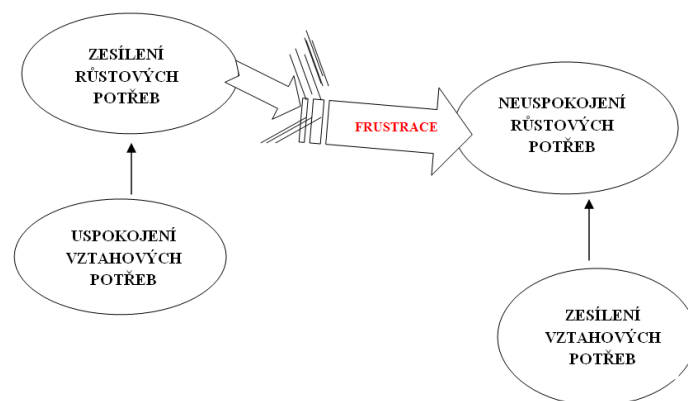 ZESÍLENÍ
RŮSTOVÝCH
POTŘEB
FRUSTRACE
NEUSPOKOJENÍ
RŮSTOVÝCH
POTŘEB
USPOKOJENÍ
VZTAHOVÝCH
POTŘEB
ZESÍLENÍ
VZTAHOVÝCH
POTŘEB